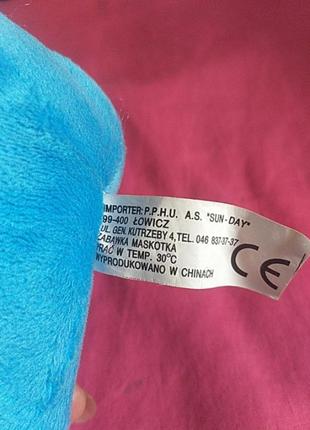 IMPORTER:P.P.H.U. A.S. "SUN-DAY"
99-400 ŁOWICZ
UL. GEN. KUTRZEBY 4,TEL. 046 837-37-37
ZABAWKA MASKOTKA
PRAĆ W TEMP. 30°C
WYPRODUKOWANO W CHINACH
CE